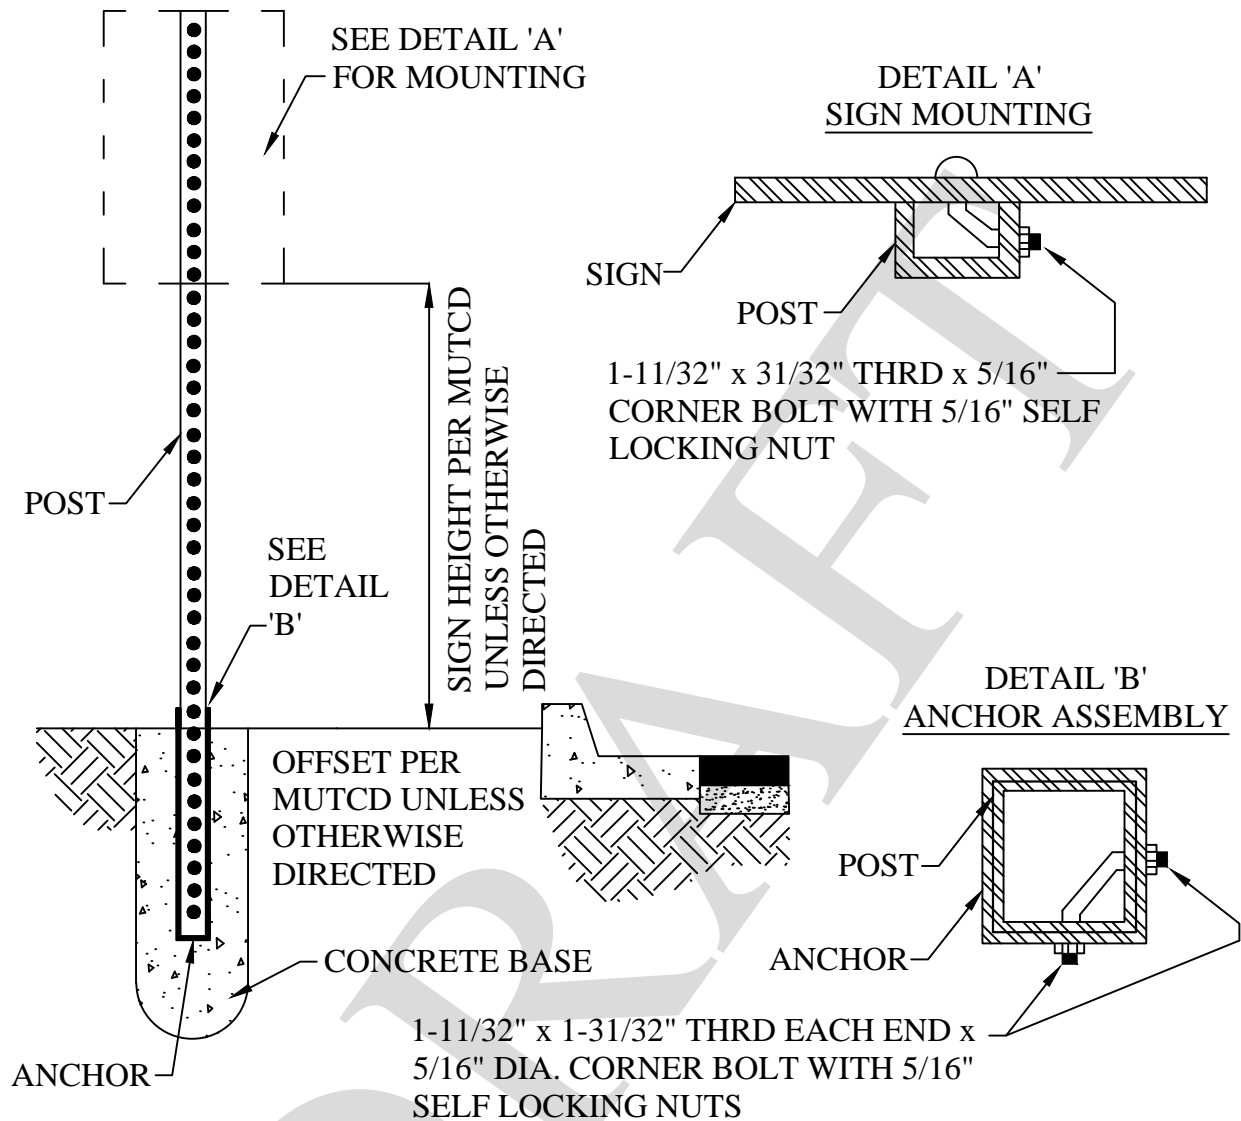 SEE DETAIL 'A'
FOR MOUNTING
DETAIL 'A'
SIGN MOUNTING
SIGN
POST
1-11/32" x 31/32" THRD x 5/16"
CORNER BOLT WITH 5/16" SELF
LOCKING NUT
SIGN HEIGHT PER MUTCD
UNLESS OTHERWISE
DIRECTED
POST
SEE
DETAIL
'B'
OFFSET PER
MUTCD UNLESS
OTHERWISE
DIRECTED
DETAIL 'B'
ANCHOR ASSEMBLY
POST
ANCHOR
CONCRETE BASE
ANCHOR
1-11/32" x 1-31/32" THRD EACH END x
5/16" DIA. CORNER BOLT WITH 5/16"
SELF LOCKING NUTS
DRAFT